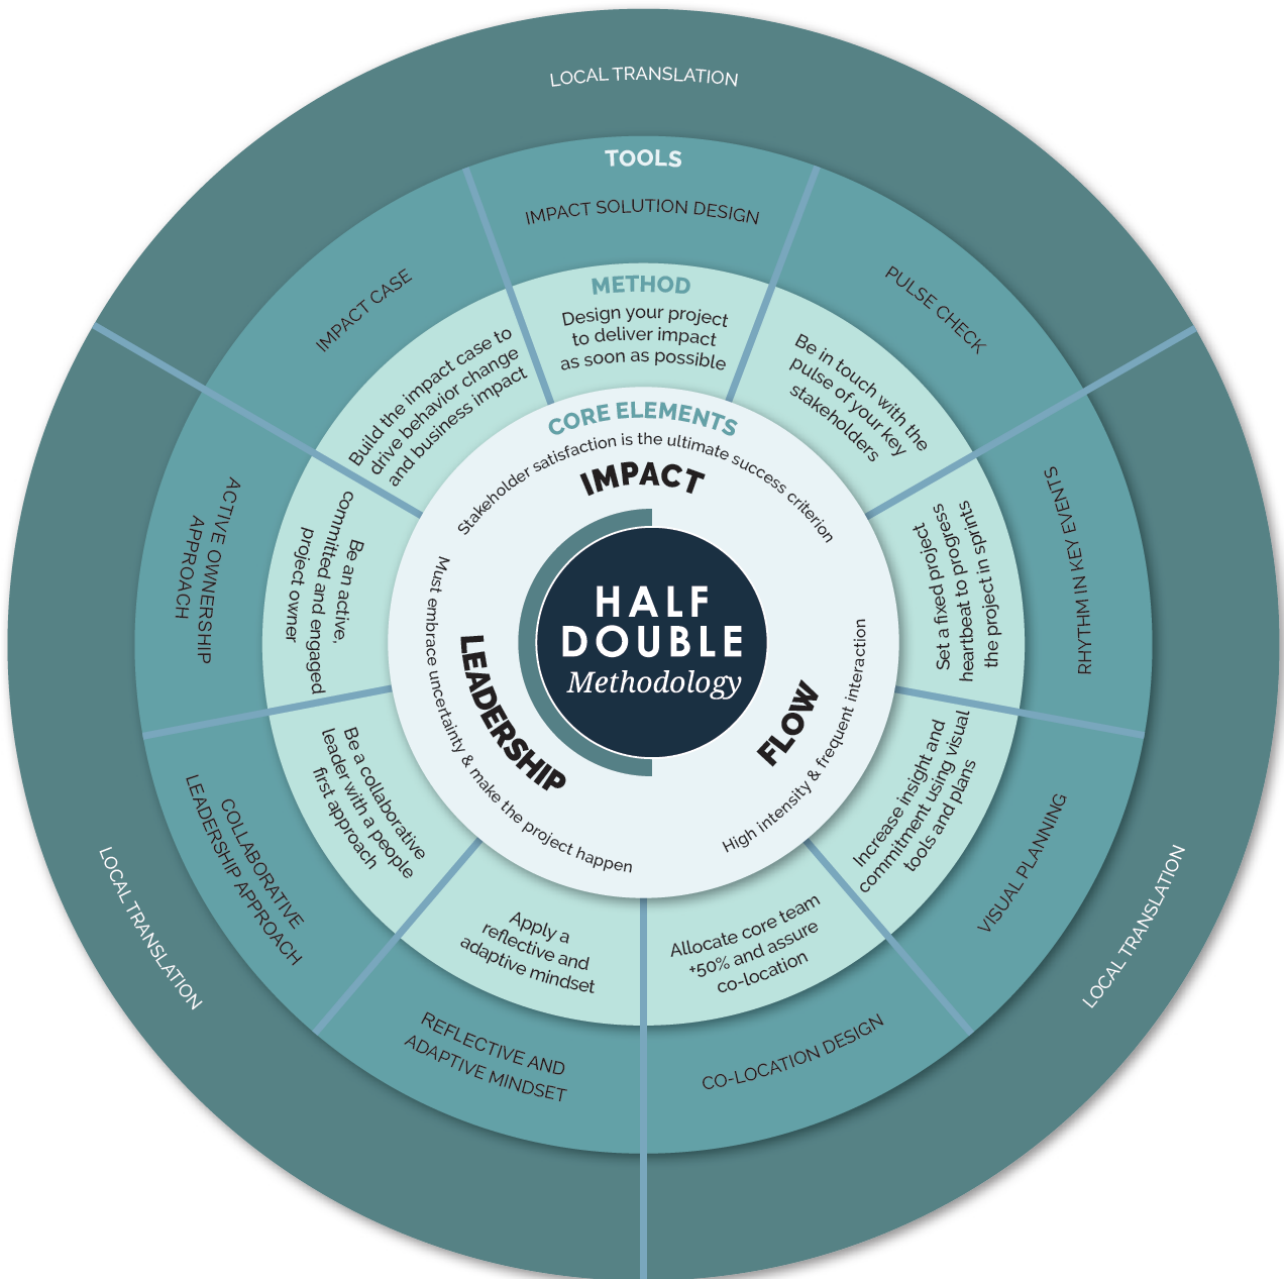 LOCAL TRANSLATION
TOOLS
IMPACT SOLUTION DESIGN
METHOD
Design your project
to deliver impact
as soon as possible
PULSE CHECK
Be in touch with the
pulse of your key
stakeholders
RHYTHM IN KEY EVENTS
Set a fixed project
heartbeat to progress
the project in sprints
VISUAL PLANNING
Increase insight and
commitment using visual
tools and plans
LOCAL TRANSLATION
CO-LOCATION DESIGN
Allocate core team
+50% and assure
co-location
REFLECTIVE AND
ADAPTIVE MINDSET
Apply a
reflective and
adaptive mindset
COLLABORATIVE
LEADERSHIP APPROACH
Be a collaborative
leader with a people
first approach
LOCAL TRANSLATION
ACTIVE OWNERSHIP
APPROACH
Be an active,
committed and engaged
project owner
IMPACT CASE
Build the impact case to
drive behavior change
and business impact
CORE ELEMENTS
Stakeholder satisfaction is the ultimate success criterion
IMPACT
High intensity & frequent interaction
FLOW
Must embrace uncertainty & make the project happen
LEADERSHIP
HALF
DOUBLE
Methodology